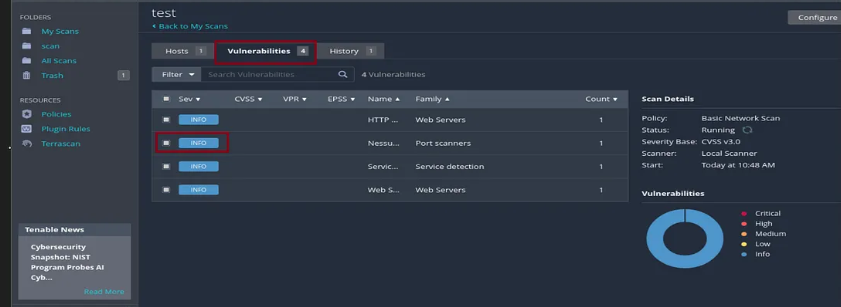 FOLDERS
My Scans
scan
All Scans
Trash 1
RESOURCES
Policies
Plugin Rules
Terrascan
Tenable News
Cybersecurity
Snapshot: NIST
Program Probes AI
Cyb...
Read More
test
< Back to My Scans
Configure
Hosts 1 Vulnerabilities 4 History 1
Filter Search Vulnerabilities 4 Vulnerabilities
Sev CVSS VPR EPSS Name Family Count
INFO HTTP ... Web Servers 1
INFO Nessu... Port scanners 1
INFO Servic... Service detection 1
INFO Web S... Web Servers 1
Scan Details
Policy: Basic Network Scan
Status: Running
Severity Base: CVSS v3.0
Scanner: Local Scanner
Start: Today at 10:48 AM
Vulnerabilities
Critical
High
Medium
Low
Info